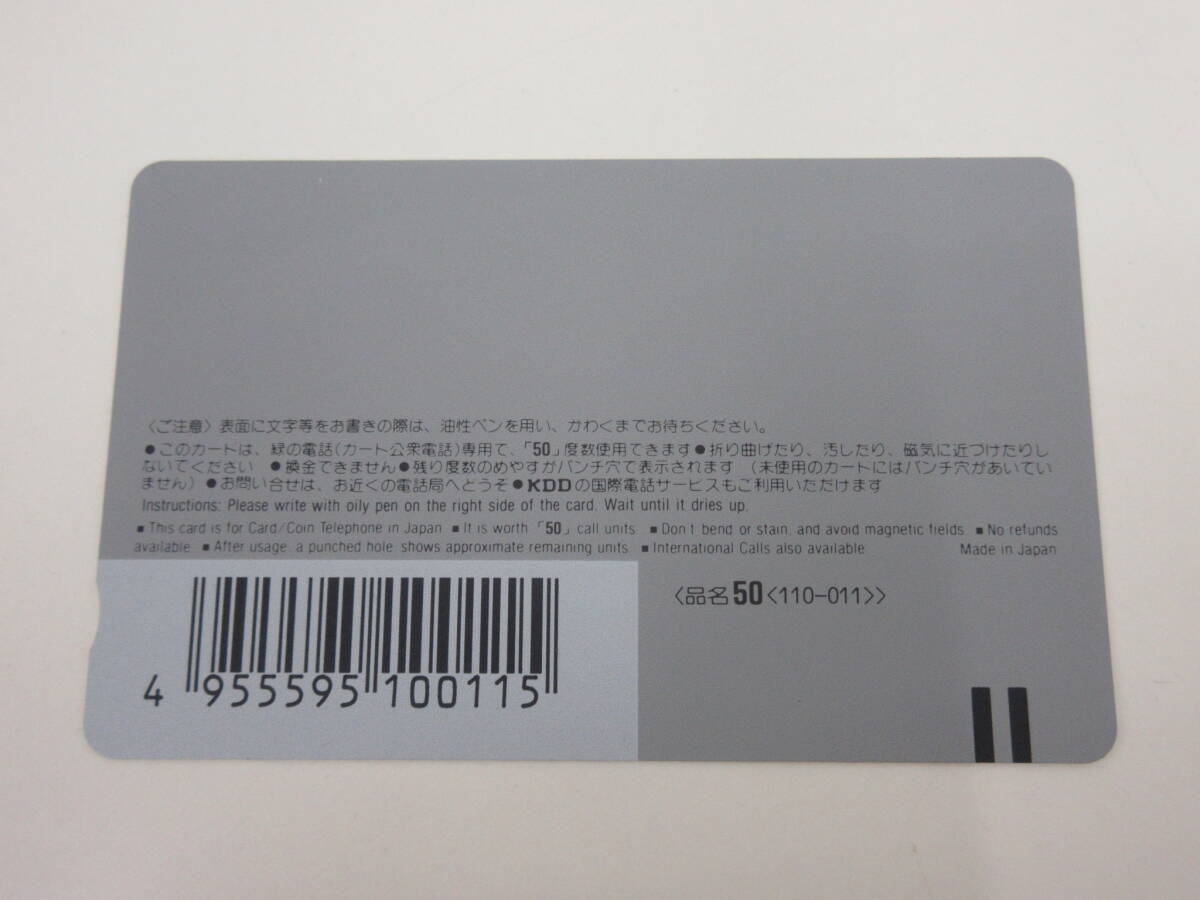 〈ご注意〉表面に文字等をお書きの際は、油性ペンを用い、かわくまでお待ちください。
●このカードは、緑の電話(カード公衆電話)専用で、「50」度数使用できます●折り曲げたり、汚したり、磁気に近づけたりし
ないでください ●換金できません●残り度数のめやすがパンチ穴で表示されます （未使用のカードにはパンチ穴があいてい
ません）●お問い合せは、お近くの電話局へどうぞ●KDDの国際電話サービスもご利用いただけます
Instructions: Please write with oily pen on the right side of the card. Wait until it dries up.
■ This card is for Card/Coin Telephone in Japan ■ It is worth「50」call units ■ Don't bend or stain, and avoid magnetic fields ■ No refunds
available ■ After usage, a punched hole shows approximate remaining units ■ International Calls also available Made in Japan
〈品名50<110-011>〉
4 955595 100115